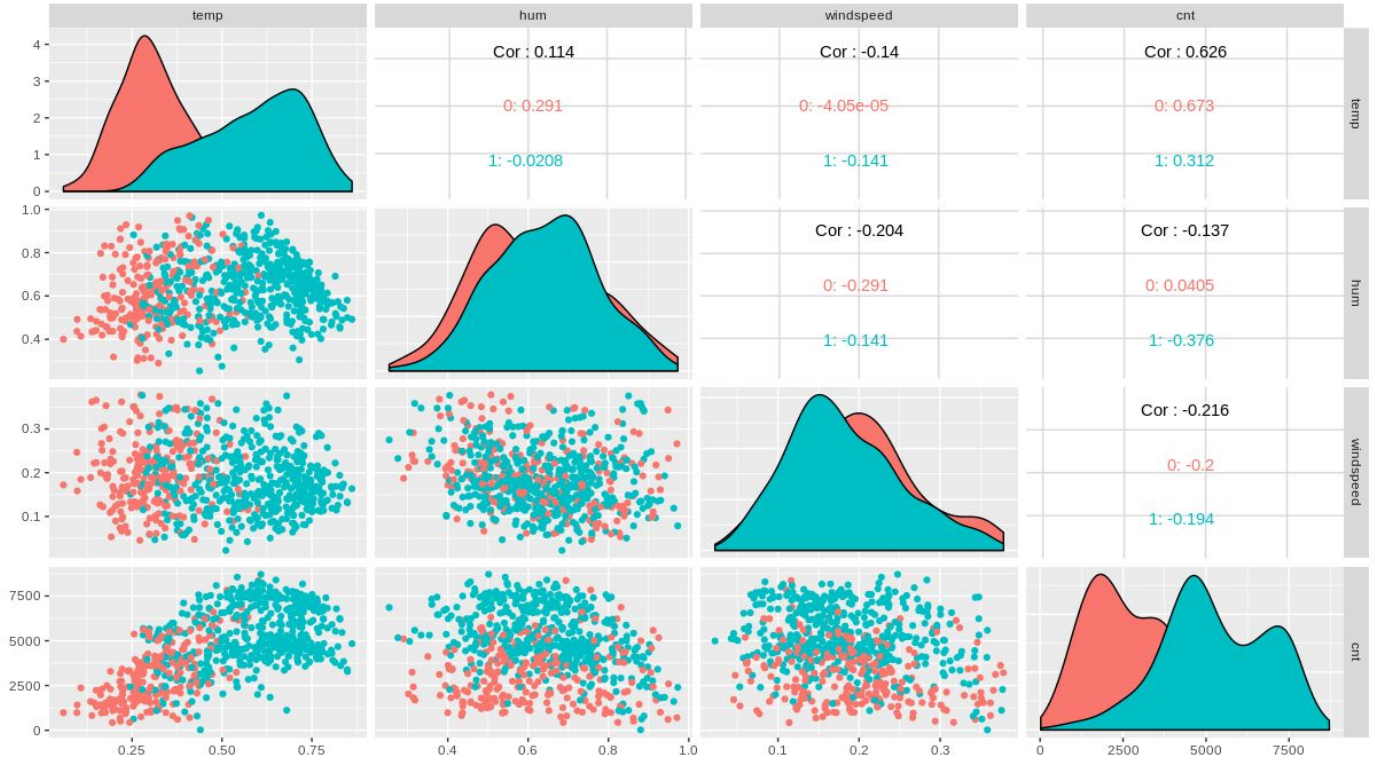 temp hum windspeed cnt
4
3
2
1
0
Cor : 0.114 Cor : -0.14 Cor : 0.626
0: 0.291 0: -4.05e-05 0: 0.673
1: -0.0208 1: -0.141 1: 0.312
temp
1.0
0.8
0.6
0.4
Cor : -0.204 Cor : -0.137
0: -0.291 0: 0.0405
1: -0.141 1: -0.376
hum
0.3
0.2
0.1
Cor : -0.216
0: -0.2
1: -0.194
windspeed
7500
5000
2500
0
cnt
0.25 0.50 0.75 0.4 0.6 0.8 1.0 0.1 0.2 0.3 0 2500 5000 7500